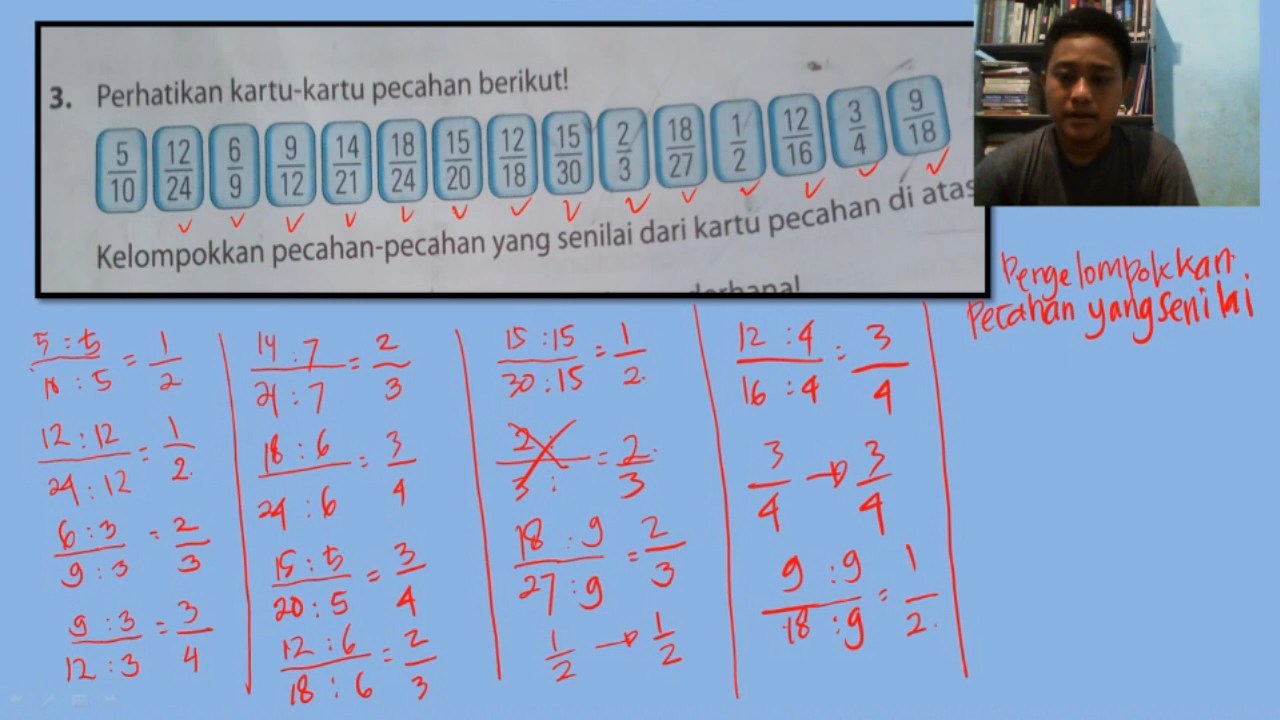 3. Perhatikan kartu-kartu pecahan berikut!
5/10 12/24 6/9 9/12 14/21 18/24 15/20 12/18 15/30 2/3 18/27 1/2 12/16 3/4 9/18
Kelompokkan pecahan-pecahan yang senilai dari kartu pecahan di atas
Pengelompokkan
Pecahan yang senilai
5 : 5 / 10 : 5 = 1/2
12 : 12 / 24 : 12 = 1/2
6 : 3 / 9 : 3 = 2/3
9 : 3 / 12 : 3 = 3/4
14 : 7 / 21 : 7 = 2/3
18 : 6 / 24 : 6 = 3/4
15 : 5 / 20 : 5 = 3/4
12 : 6 / 18 : 6 = 2/3
15 : 15 / 30 : 15 = 1/2
2 : / 3 : = 2/3
18 : 9 / 27 : 9 = 2/3
1/2 → 1/2
12 : 4 / 16 : 4 = 3/4
3/4 → 3/4
9 : 9 / 18 : 9 = 1/2